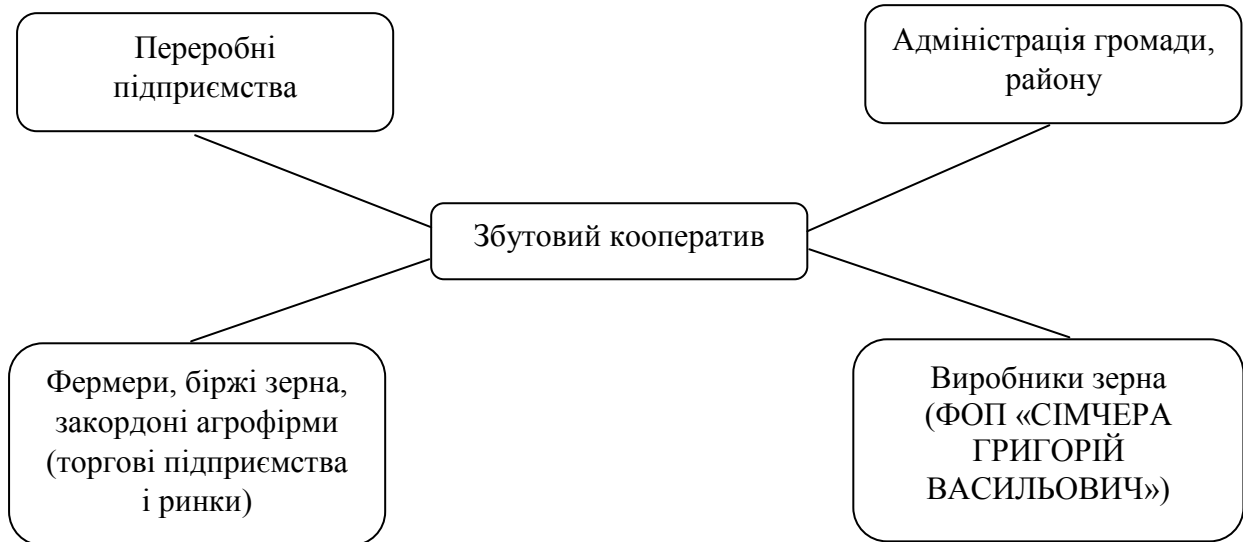 Переробні
підприємства
Адміністрація громади,
району
Збутовий кооператив
Фермери, біржі зерна,
закордоні агрофірми
(торгові підприємства
і ринки)
Виробники зерна
(ФОП «СІМЧЕРА
ГРИГОРІЙ
ВАСИЛЬОВИЧ»)